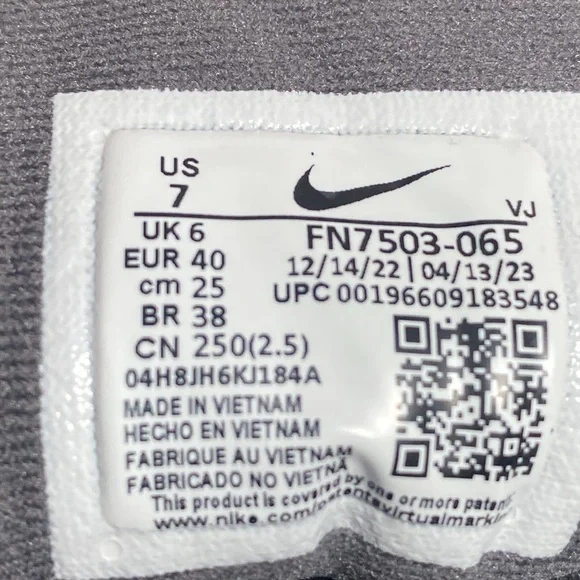 US
7
VJ
UK 6
FN7503-065
EUR 40
12/14/22 | 04/13/23
cm 25
UPC 00196609183548
BR 38
CN 250(2.5)
04H8JH6KJ184A
MADE IN VIETNAM
HECHO EN VIETNAM
FABRIQUE AU VIETNAM
FABRICADO NO VIETNA
This product is covered by one or more patents
www.nike.com/patentsvirtualmarkin